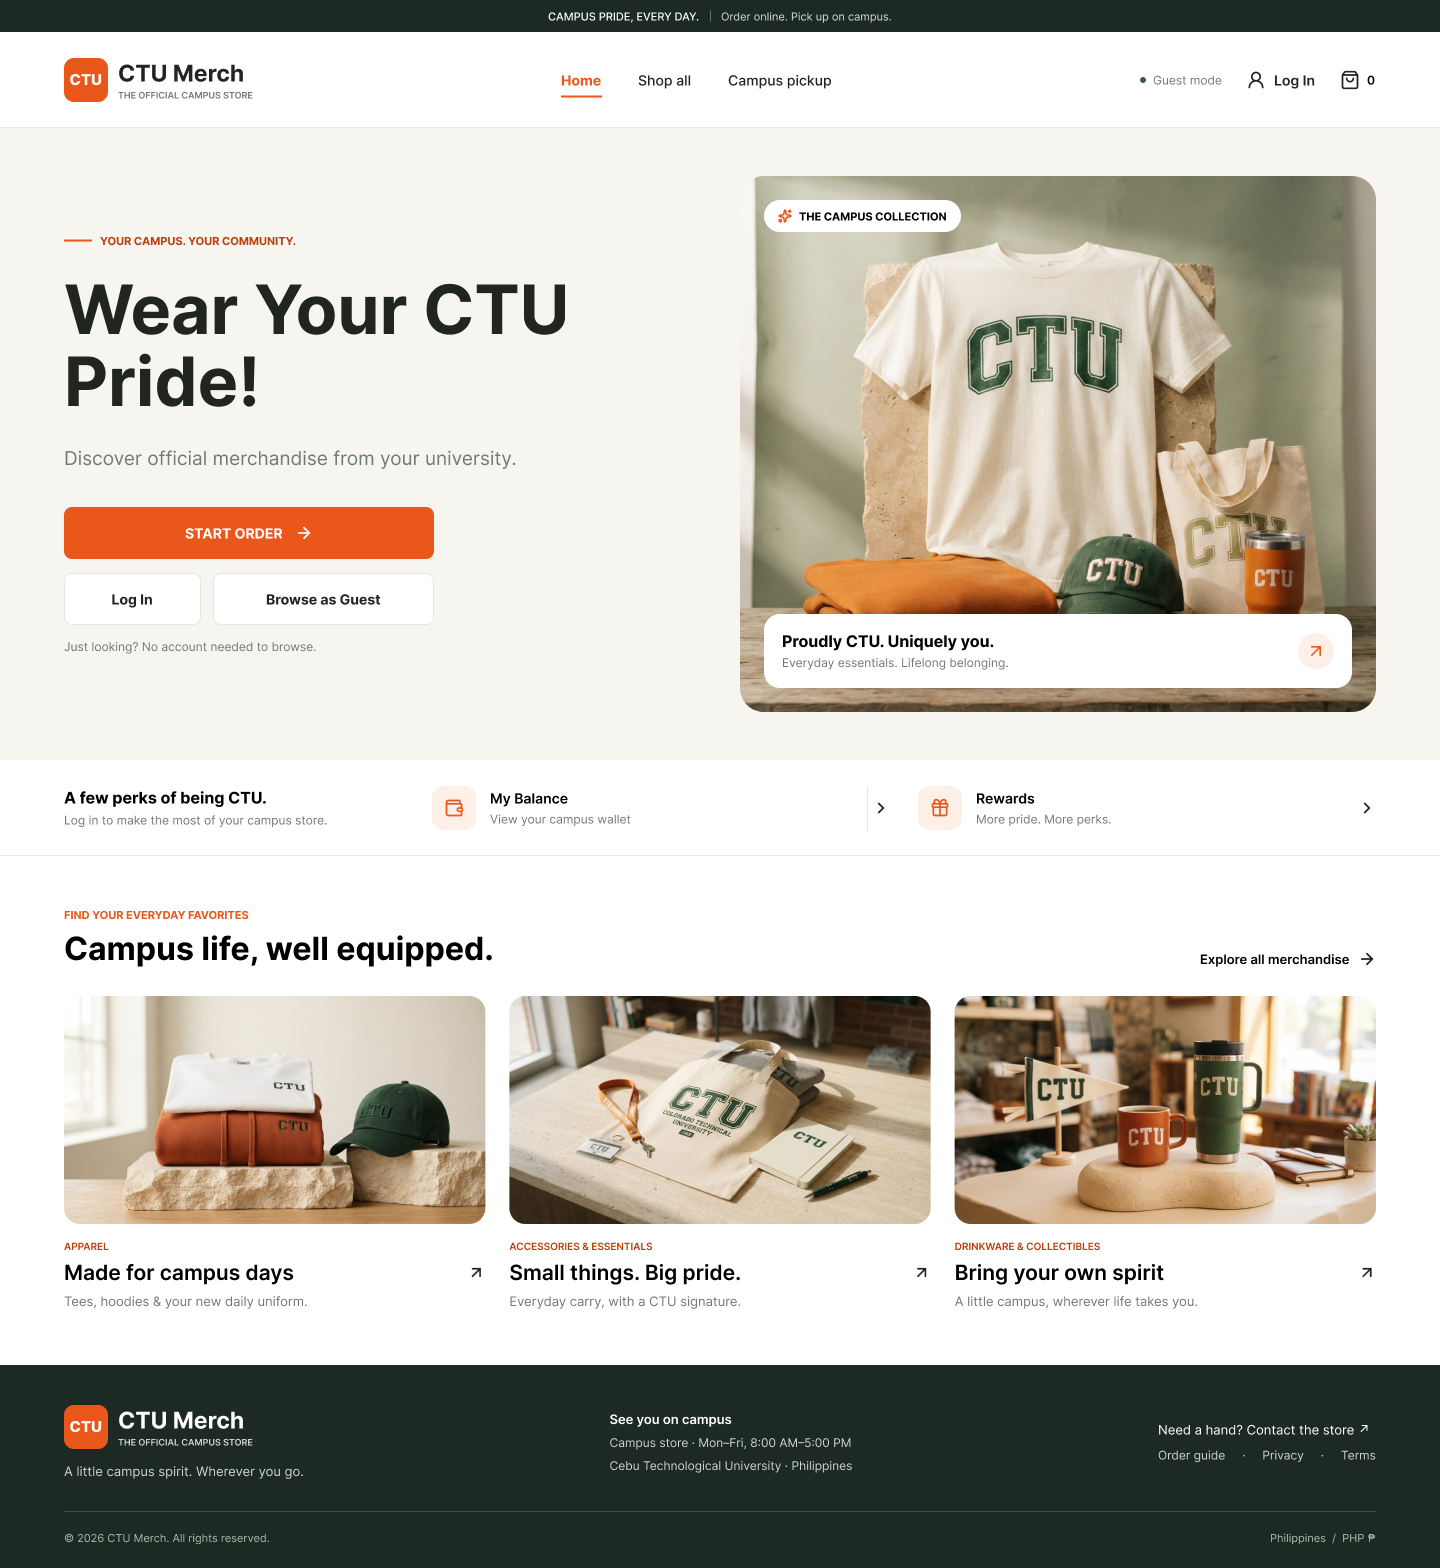 CAMPUS PRIDE, EVERY DAY. | Order online. Pick up on campus.
CTU
CTU Merch
THE OFFICIAL CAMPUS STORE
Home
Shop all
Campus pickup
Guest mode
Log In
0
YOUR CAMPUS. YOUR COMMUNITY.
Wear Your CTU
Pride!
Discover official merchandise from your university.
START ORDER
Log In
Browse as Guest
Just looking? No account needed to browse.
THE CAMPUS COLLECTION
CTU
CTU
CTU
CTU
Proudly CTU. Uniquely you.
Everyday essentials. Lifelong belonging.
A few perks of being CTU.
Log in to make the most of your campus store.
My Balance
View your campus wallet
Rewards
More pride. More perks.
FIND YOUR EVERYDAY FAVORITES
Campus life, well equipped.
Explore all merchandise
CTU
CTU
CTU
CTU
CTU
COLORADO TECHNICAL
UNIVERSITY
CTU
CTU
CTU
CTU
CTU
APPAREL
Made for campus days
Tees, hoodies & your new daily uniform.
ACCESSORIES & ESSENTIALS
Small things. Big pride.
Everyday carry, with a CTU signature.
DRINKWARE & COLLECTIBLES
Bring your own spirit
A little campus, wherever life takes you.
CTU
CTU Merch
THE OFFICIAL CAMPUS STORE
A little campus spirit. Wherever you go.
See you on campus
Campus store · Mon–Fri, 8:00 AM–5:00 PM
Cebu Technological University · Philippines
Need a hand? Contact the store
Order guide · Privacy · Terms
© 2026 CTU Merch. All rights reserved.
Philippines / PHP ₱